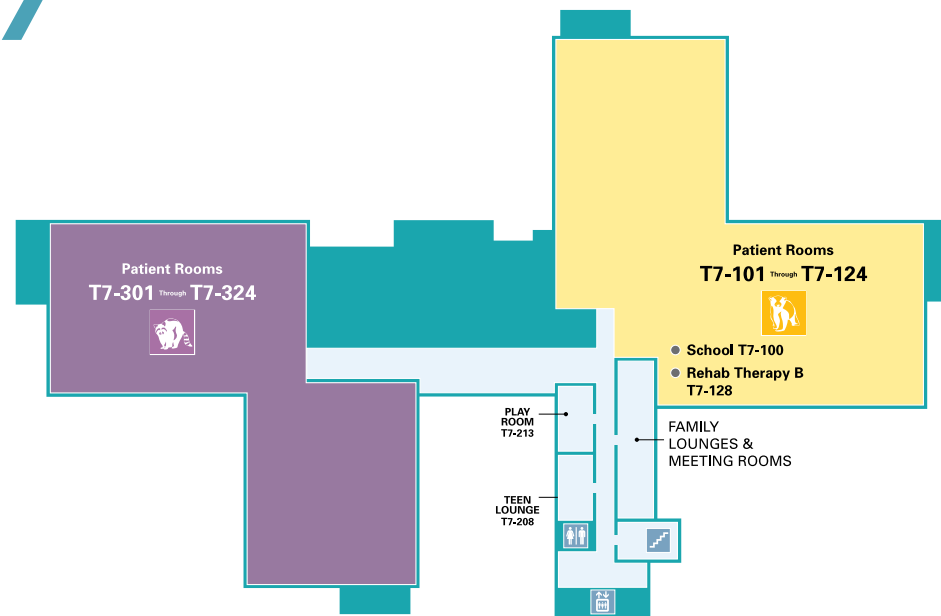 Patient Rooms
T7-101 Through T7-124
School T7-100
Rehab Therapy B
T7-128
Patient Rooms
T7-301 Through T7-324
PLAY
ROOM
T7-213
FAMILY
LOUNGES &
MEETING ROOMS
TEEN
LOUNGE
T7-208